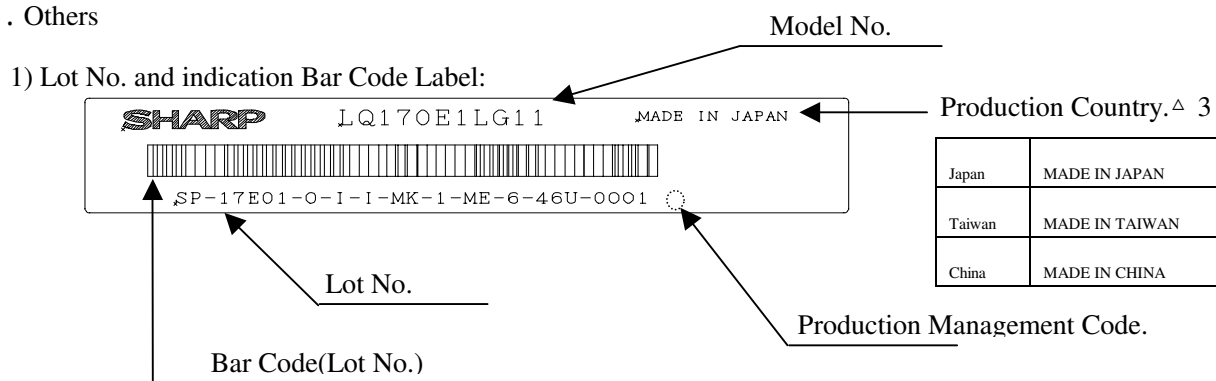 . Others
Model No.
1) Lot No. and indication Bar Code Label:
SHARP LQ170E1LG11 MADE IN JAPAN
Production Country.△ 3
SP-17E01-0-I-I-MK-1-ME-6-46U-0001
Japan MADE IN JAPAN
Taiwan MADE IN TAIWAN
China MADE IN CHINA
Lot No.
Production Management Code.
Bar Code(Lot No.)